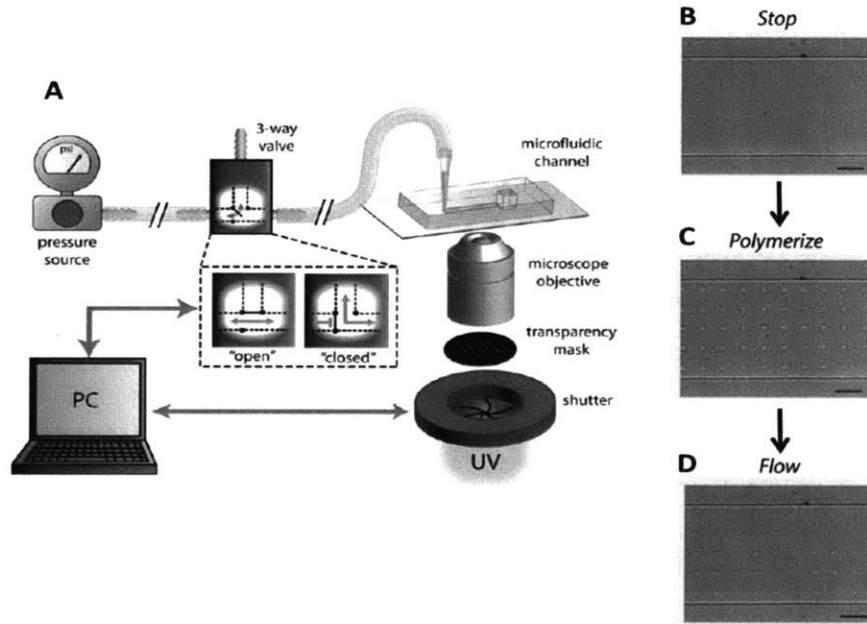 A
psi
pressure
source
3-way
valve
microfluidic
channel
microscope
objective
transparency
mask
shutter
UV
"open"
"closed"
PC
B
Stop
C
Polymerize
D
Flow